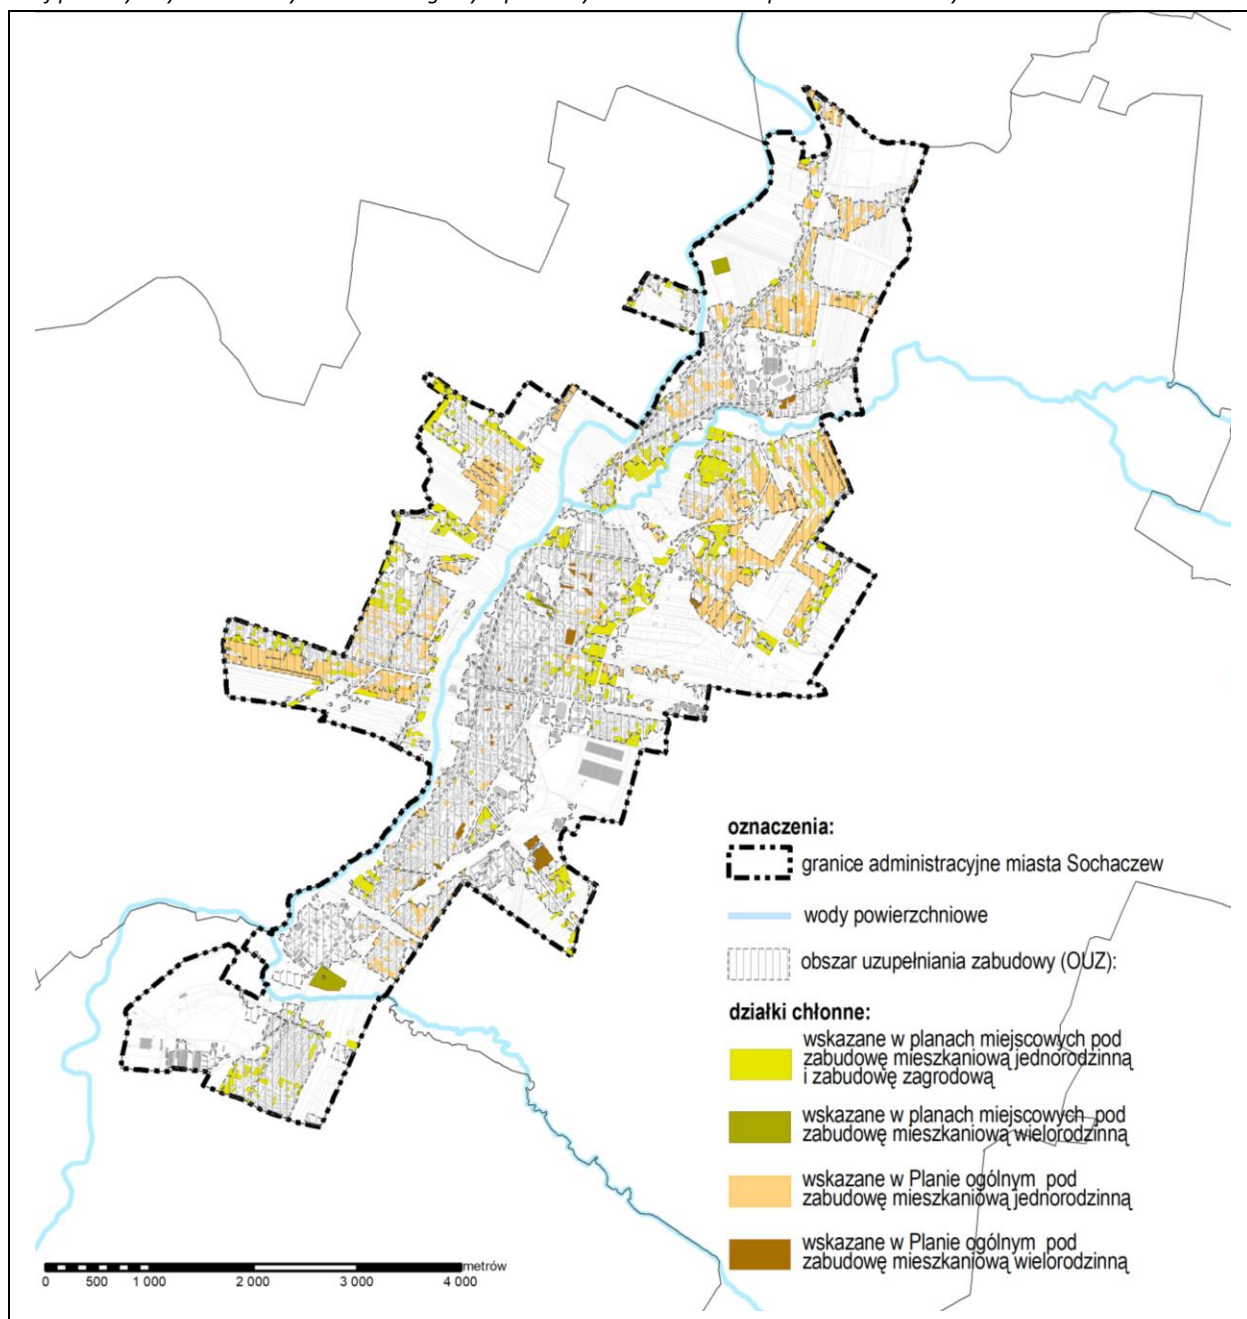 oznaczenia:
granice administracyjne miasta Sochaczew
wody powierzchniowe
obszar uzupełniania zabudowy (OUZ):
działki chłonne:
wskazane w planach miejscowych pod
zabudowę mieszkaniową jednorodzinną
i zabudowę zagrodową
wskazane w planach miejscowych pod
zabudowę mieszkaniową wielorodzinną
wskazane w Planie ogólnym pod
zabudowę mieszkaniową jednorodzinną
wskazane w Planie ogólnym pod
zabudowę mieszkaniową wielorodzinną
metrów
0 500 1 000 2 000 3 000 4 000